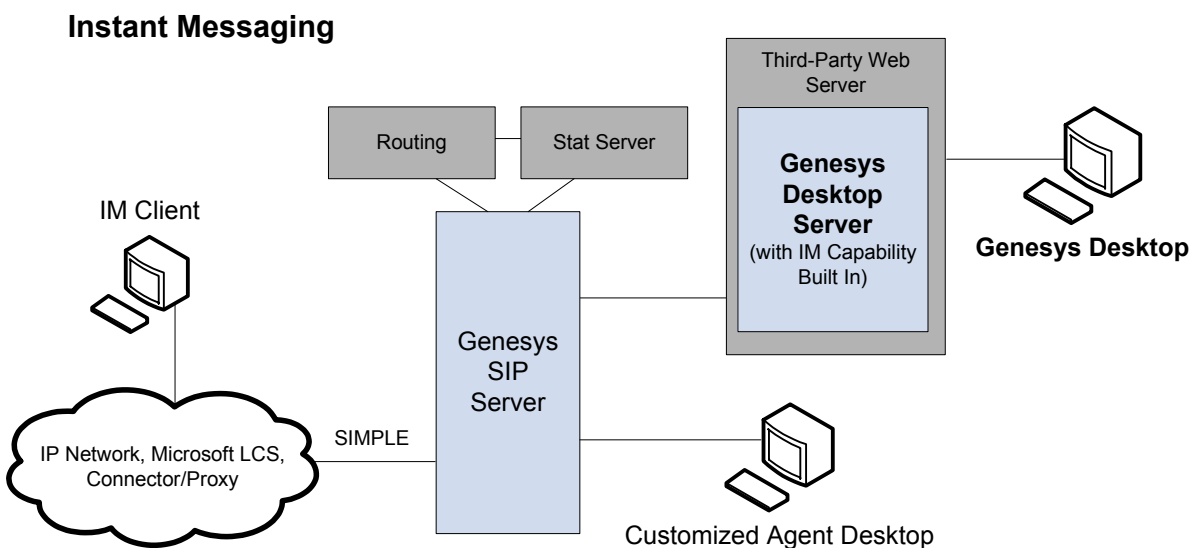 Instant Messaging
Third-Party Web
Server
Routing
Stat Server
Genesys
Desktop
Server
(with IM Capability
Built In)
IM Client
Genesys Desktop
Genesys
SIP
Server
IP Network, Microsoft LCS,
Connector/Proxy
SIMPLE
Customized Agent Desktop